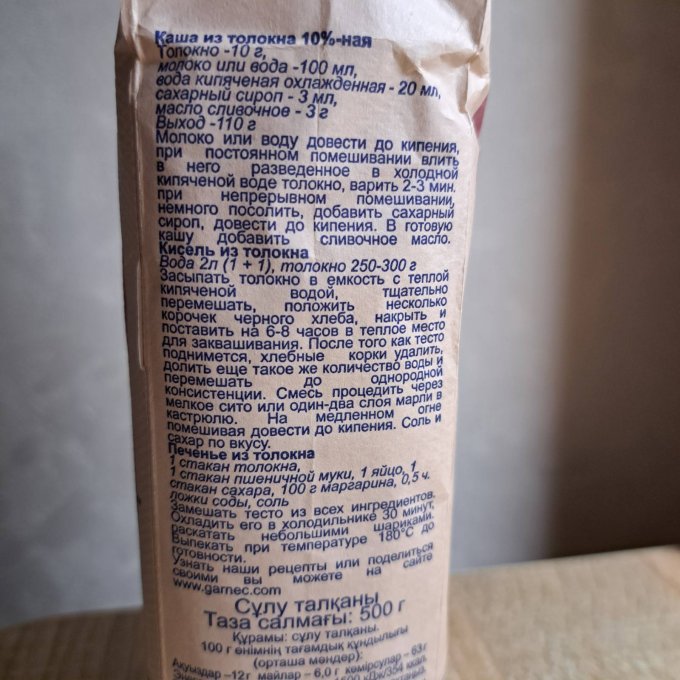 Каша из толокна 10%-ная
Толокно -10 г,
молоко или вода -100 мл,
вода кипяченая охлажденная - 20 мл,
сахарный сироп - 3 мл,
масло сливочное - 3 г
Выход -110 г
Молоко или воду довести до кипения,
при постоянном помешивании влить
в него разведенное в холодной
кипяченой воде толокно, варить 2-3 мин.
при непрерывном помешивании,
немного посолить, добавить сахарный
сироп, довести до кипения. В готовую
кашу добавить сливочное масло.
Кисель из толокна
Вода 2л (1 + 1), толокно 250-300 г
Засыпать толокно в емкость с теплой
кипяченой водой, тщательно
перемешать, положить несколько
корочек черного хлеба, накрыть и
поставить на 6-8 часов в теплое место
для заквашивания. После того как тесто
поднимется, хлебные корки удалить,
долить еще такое же количество воды и
перемешать до однородной
консистенции. Смесь процедить через
мелкое сито или один-два слоя марли в
кастрюлю. На медленном огне
помешивая довести до кипения. Соль и
сахар по вкусу.
Печенье из толокна
1 стакан толокна,
1 стакан пшеничной муки, 1 яйцо, 1
стакан сахара, 100 г маргарина, 0,5 ч.
ложки соды, соль
Замешать тесто из всех ингредиентов.
Охладить его в холодильнике 30 минут,
раскатать небольшими шариками.
Выпекать при температуре 180°С до
готовности.
Узнать наши рецепты или поделиться
своими вы можете на сайте
www.garnec.com
Сұлу талқаны
Таза салмағы: 500 г
Құрамы: сұлу талқаны.
100 г өнімнің тағамдық құндылығы
(орташа мәндер):
Ақуыздар –12г майлар – 6,0 г көмірсулар – 63г
кДж/354 ккал.